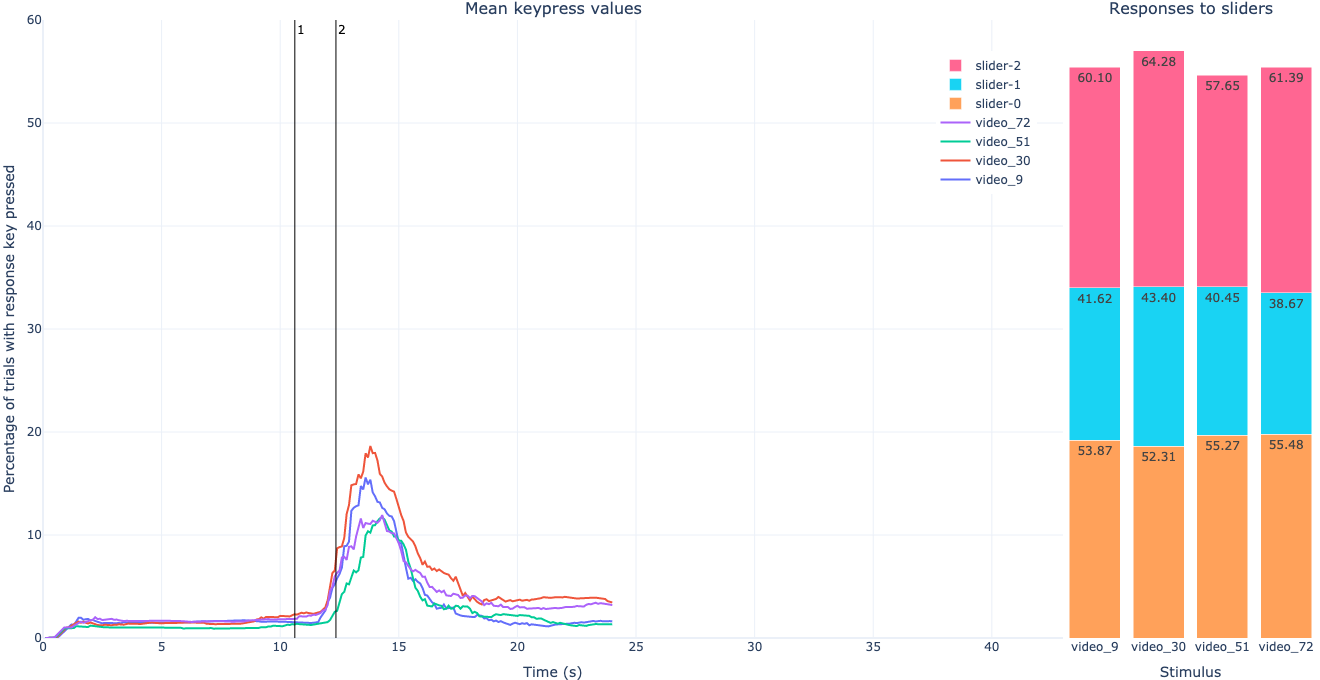 Mean keypress values
Responses to sliders
Percentage of trials with response key pressed
60
50
40
30
20
10
0
1
2
slider-2
slider-1
slider-0
video_72
video_51
video_30
video_9
0 5 10 15 20 25 30 35 40
Time (s)
60.10 64.28 57.65 61.39
41.62 43.40 40.45 38.67
53.87 52.31 55.27 55.48
video_9 video_30 video_51 video_72
Stimulus